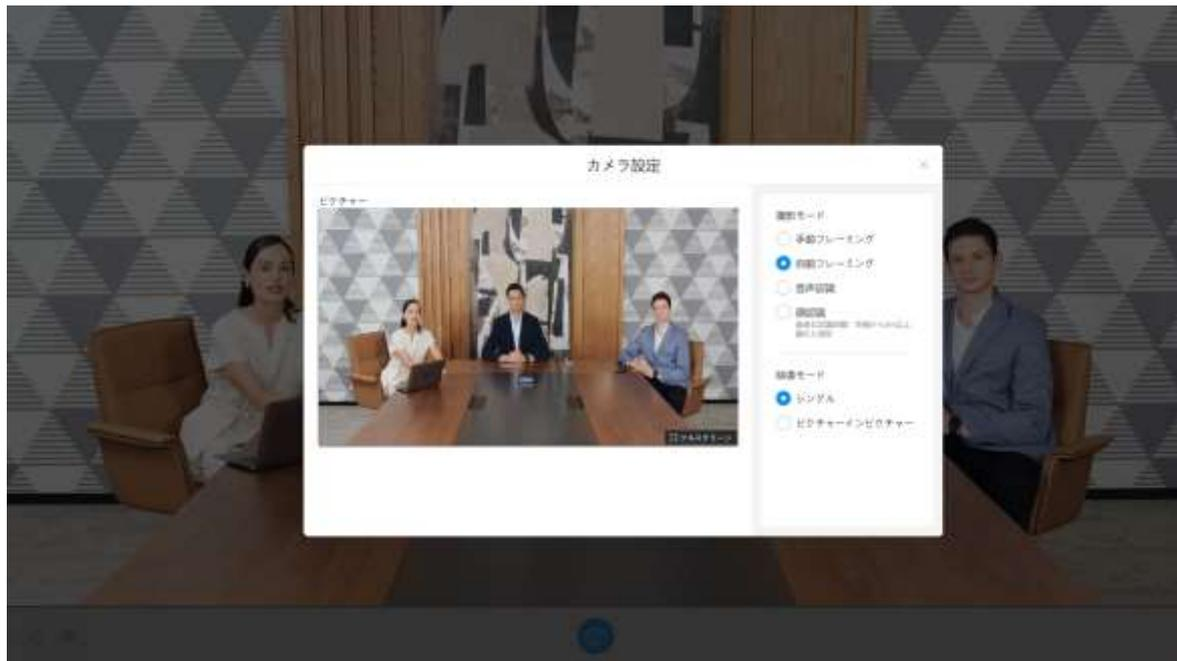 カメラ設定
ピクチャー
撮影モード
手動フレーミング
自動フレーミング
音声認識
顔認識
フルスクリーン
映像モード
シングル
ピクチャーインピクチャー